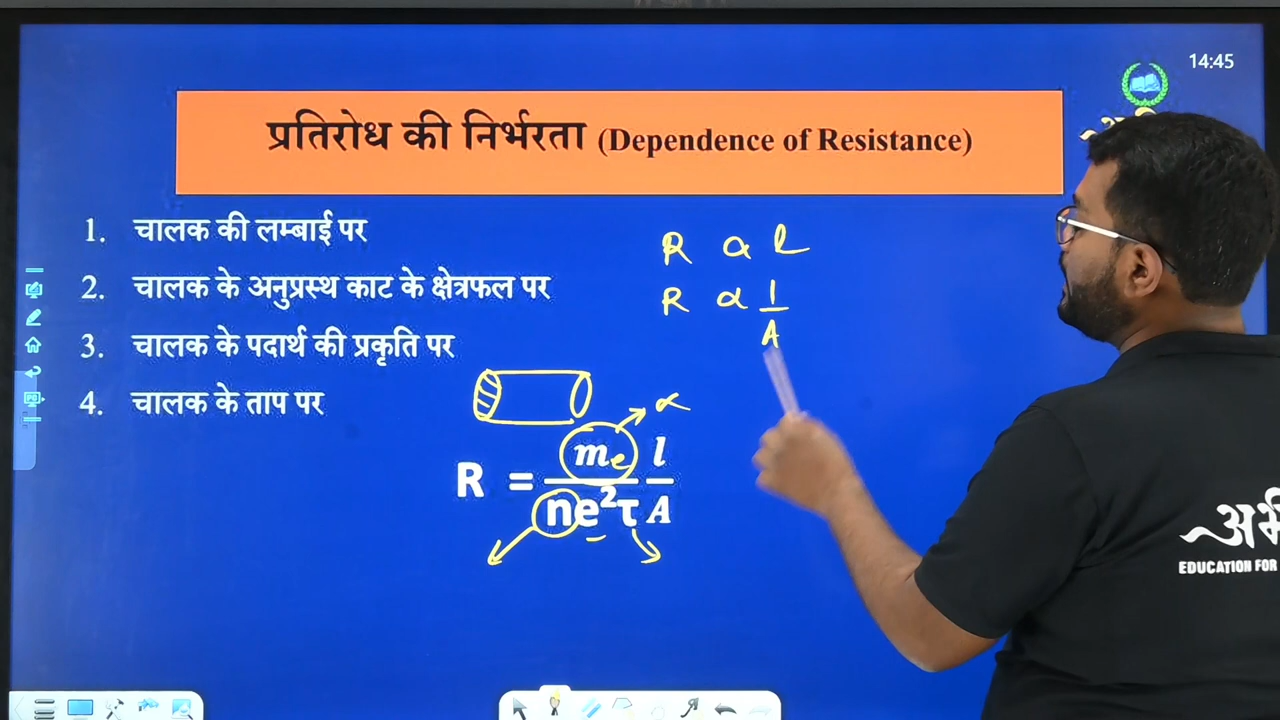 14:45
प्रतिरोध की निर्भरता (Dependence of Resistance)
1. चालक की लम्बाई पर
2. चालक के अनुप्रस्थ काट के क्षेत्रफल पर
3. चालक के पदार्थ की प्रकृति पर
4. चालक के ताप पर
R α l
R α 1/A
α
R = mₑ/ne²τ l/A
EDUCATION FOR